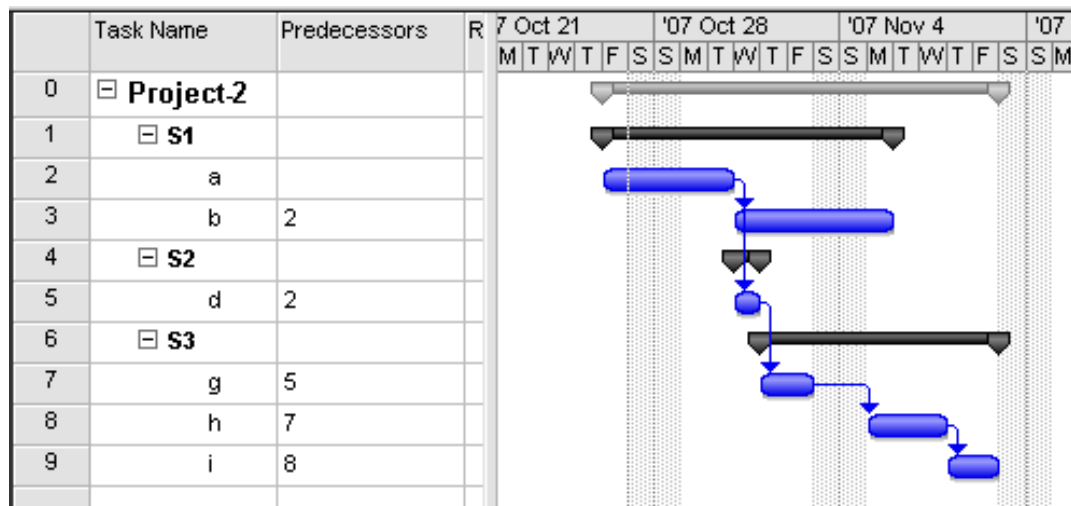 Task Name Predecessors R 7 Oct 21 '07 Oct 28 '07 Nov 4 '07
M T W T F S S M T W T F S S M T W T F S S M
0 Project-2
1 S1
2 a
3 b 2
4 S2
5 d 2
6 S3
7 g 5
8 h 7
9 i 8